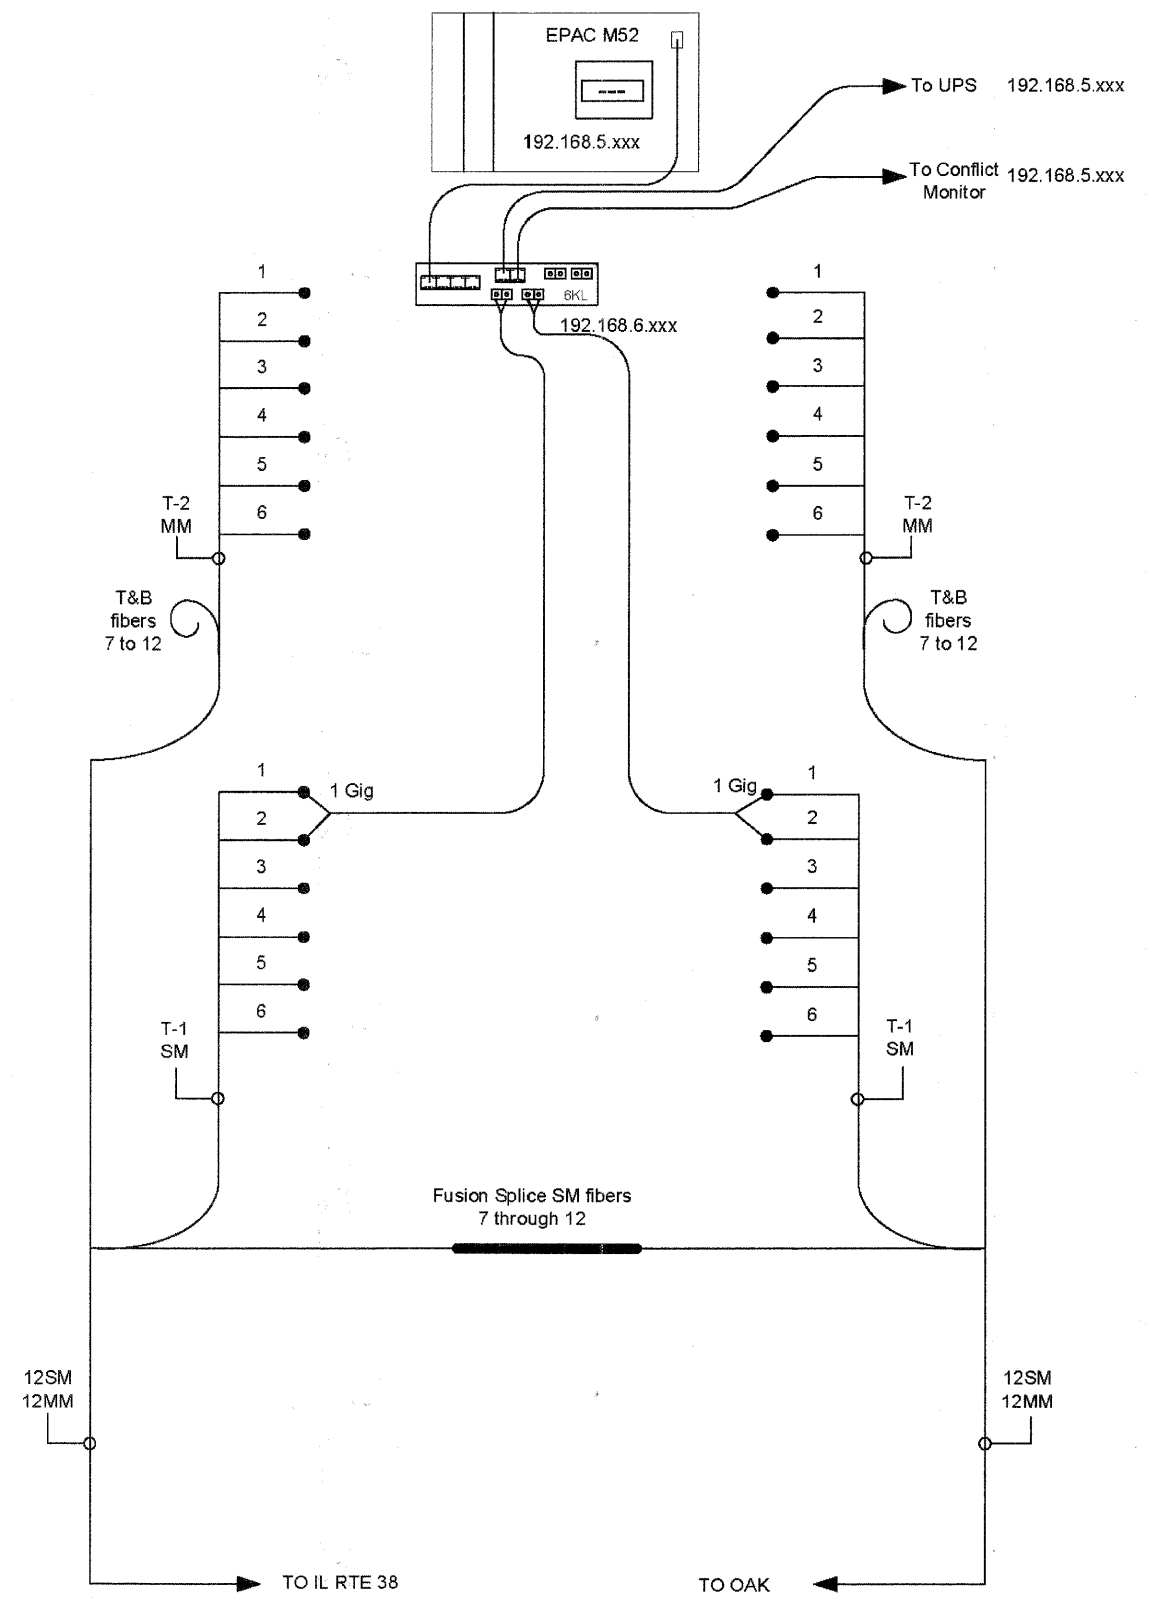 EPAC M52
192.168.5.xxx
To UPS 192.168.5.xxx
To Conflict
Monitor
192.168.5.xxx
6KL
192.168.6.xxx
1
2
3
4
5
6
T-2
MM
T&B
fibers
7 to 12
1
2
3
4
5
6
T-2
MM
T&B
fibers
7 to 12
1
2
3
4
5
6
1 Gig
T-1
SM
1 Gig
1
2
3
4
5
6
T-1
SM
Fusion Splice SM fibers
7 through 12
12SM
12MM
12SM
12MM
TO IL RTE 38
TO OAK